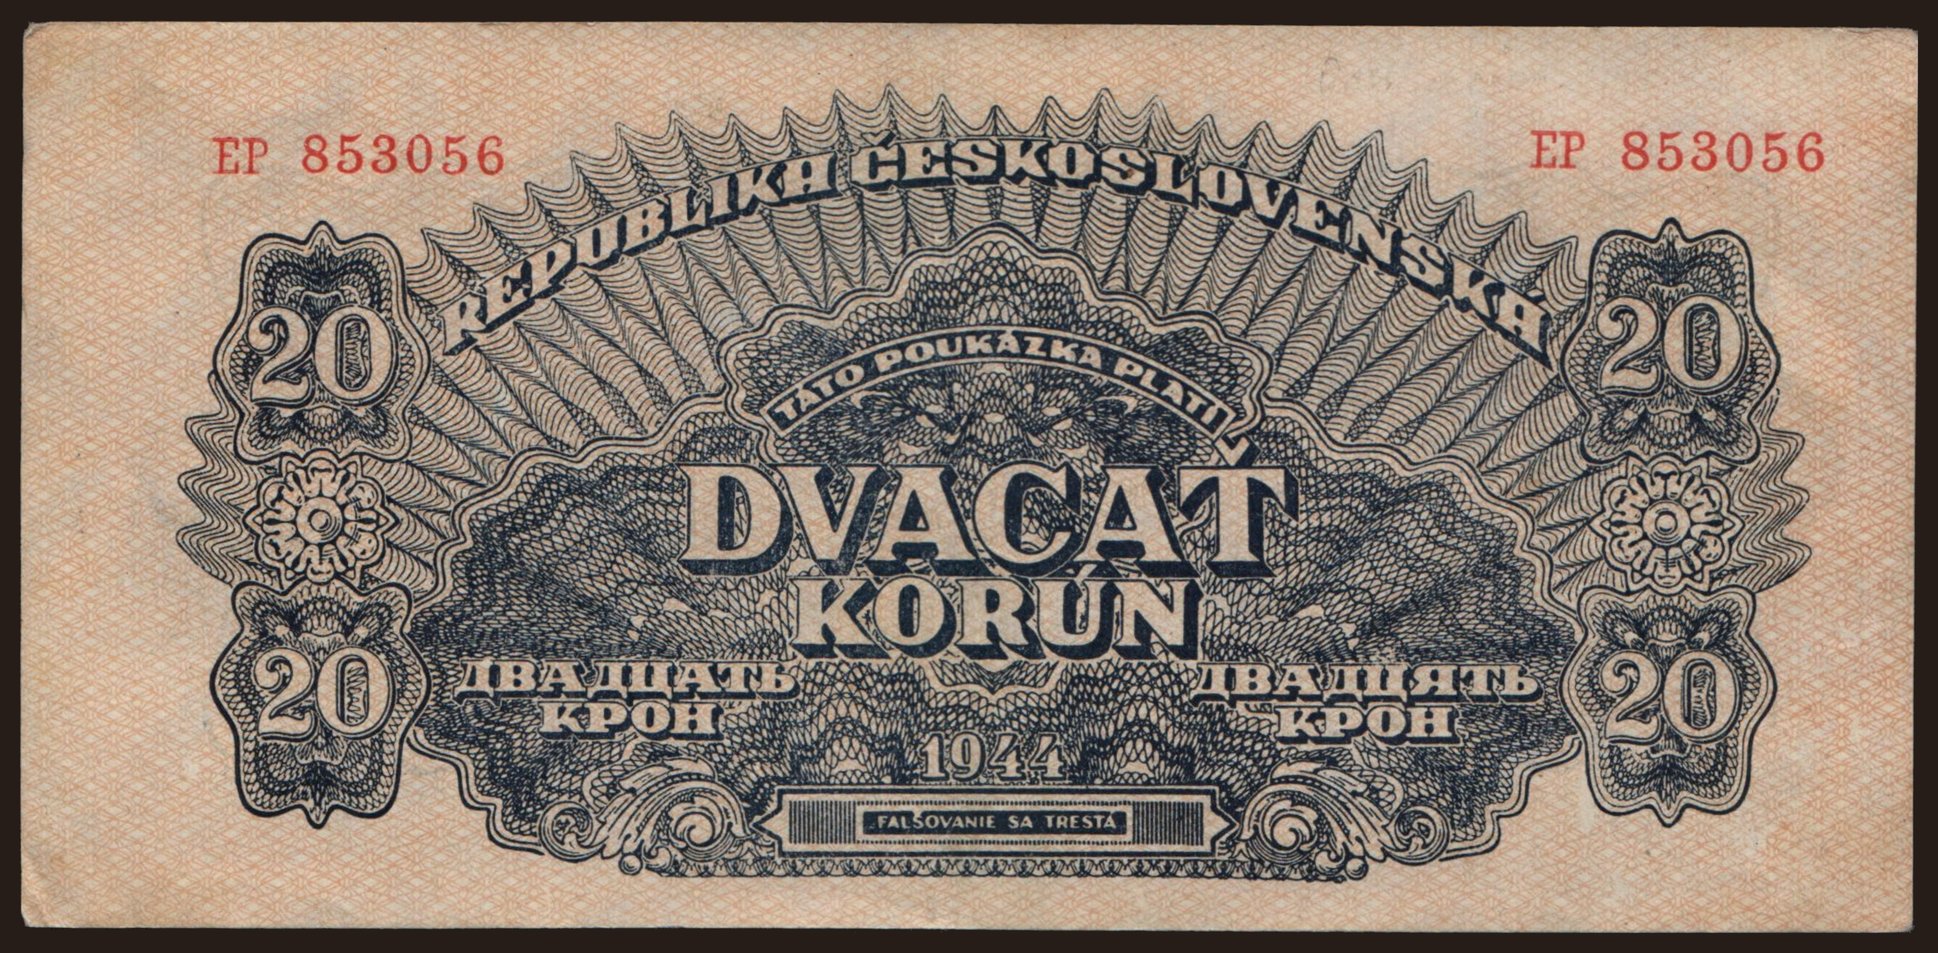 EP 853056
EP 853056
REPUBLIKA ČESKOSLOVENSKÁ
20
20
TÁTO POUKÁZKA PLATÍ
DVACAŤ
KORÚN
20
20
ДВАДЦАТЬ
КРОН
ДВАДЦЯТЬ
КРОН
1944
FALŠOVANIE SA TRESTÁ